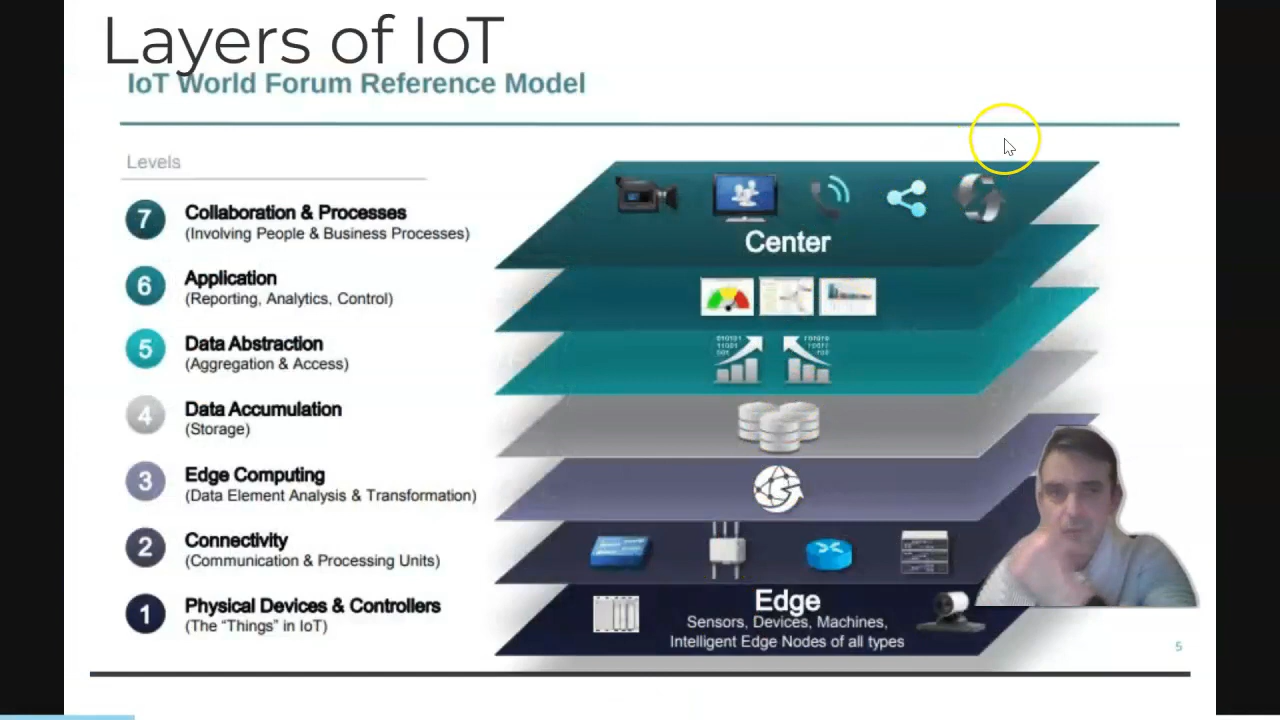 Layers of IoT
IoT World Forum Reference Model
Levels
7
Collaboration & Processes
(Involving People & Business Processes)
6
Application
(Reporting, Analytics, Control)
5
Data Abstraction
(Aggregation & Access)
4
Data Accumulation
(Storage)
3
Edge Computing
(Data Element Analysis & Transformation)
2
Connectivity
(Communication & Processing Units)
1
Physical Devices & Controllers
(The “Things” in IoT)
Center
Edge
Sensors, Devices, Machines,
Intelligent Edge Nodes of all types
5